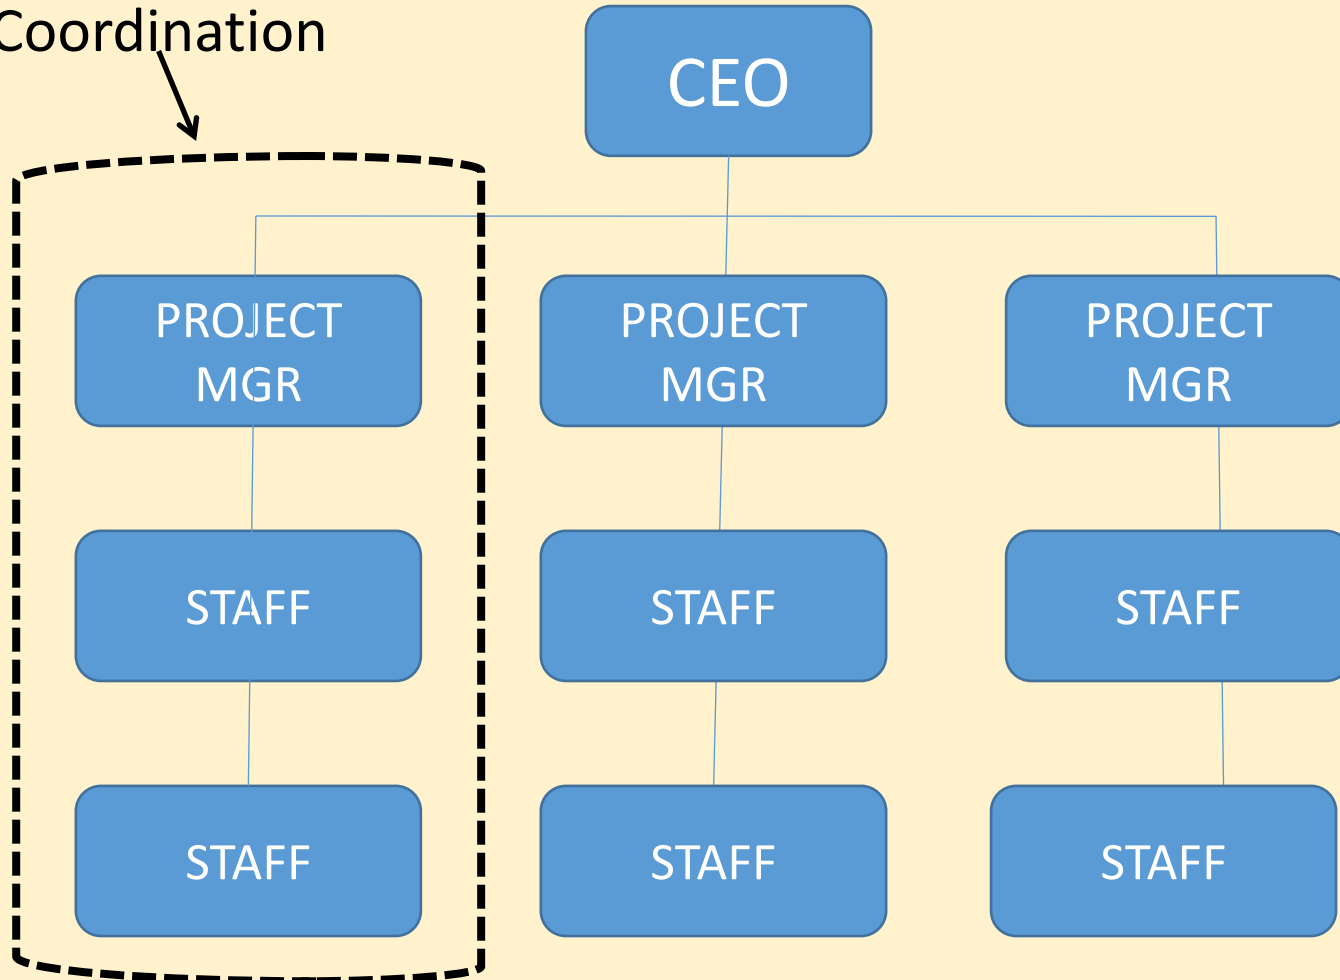 Coordination
CEO
PROJECT
MGR
PROJECT
MGR
PROJECT
MGR
STAFF
STAFF
STAFF
STAFF
STAFF
STAFF